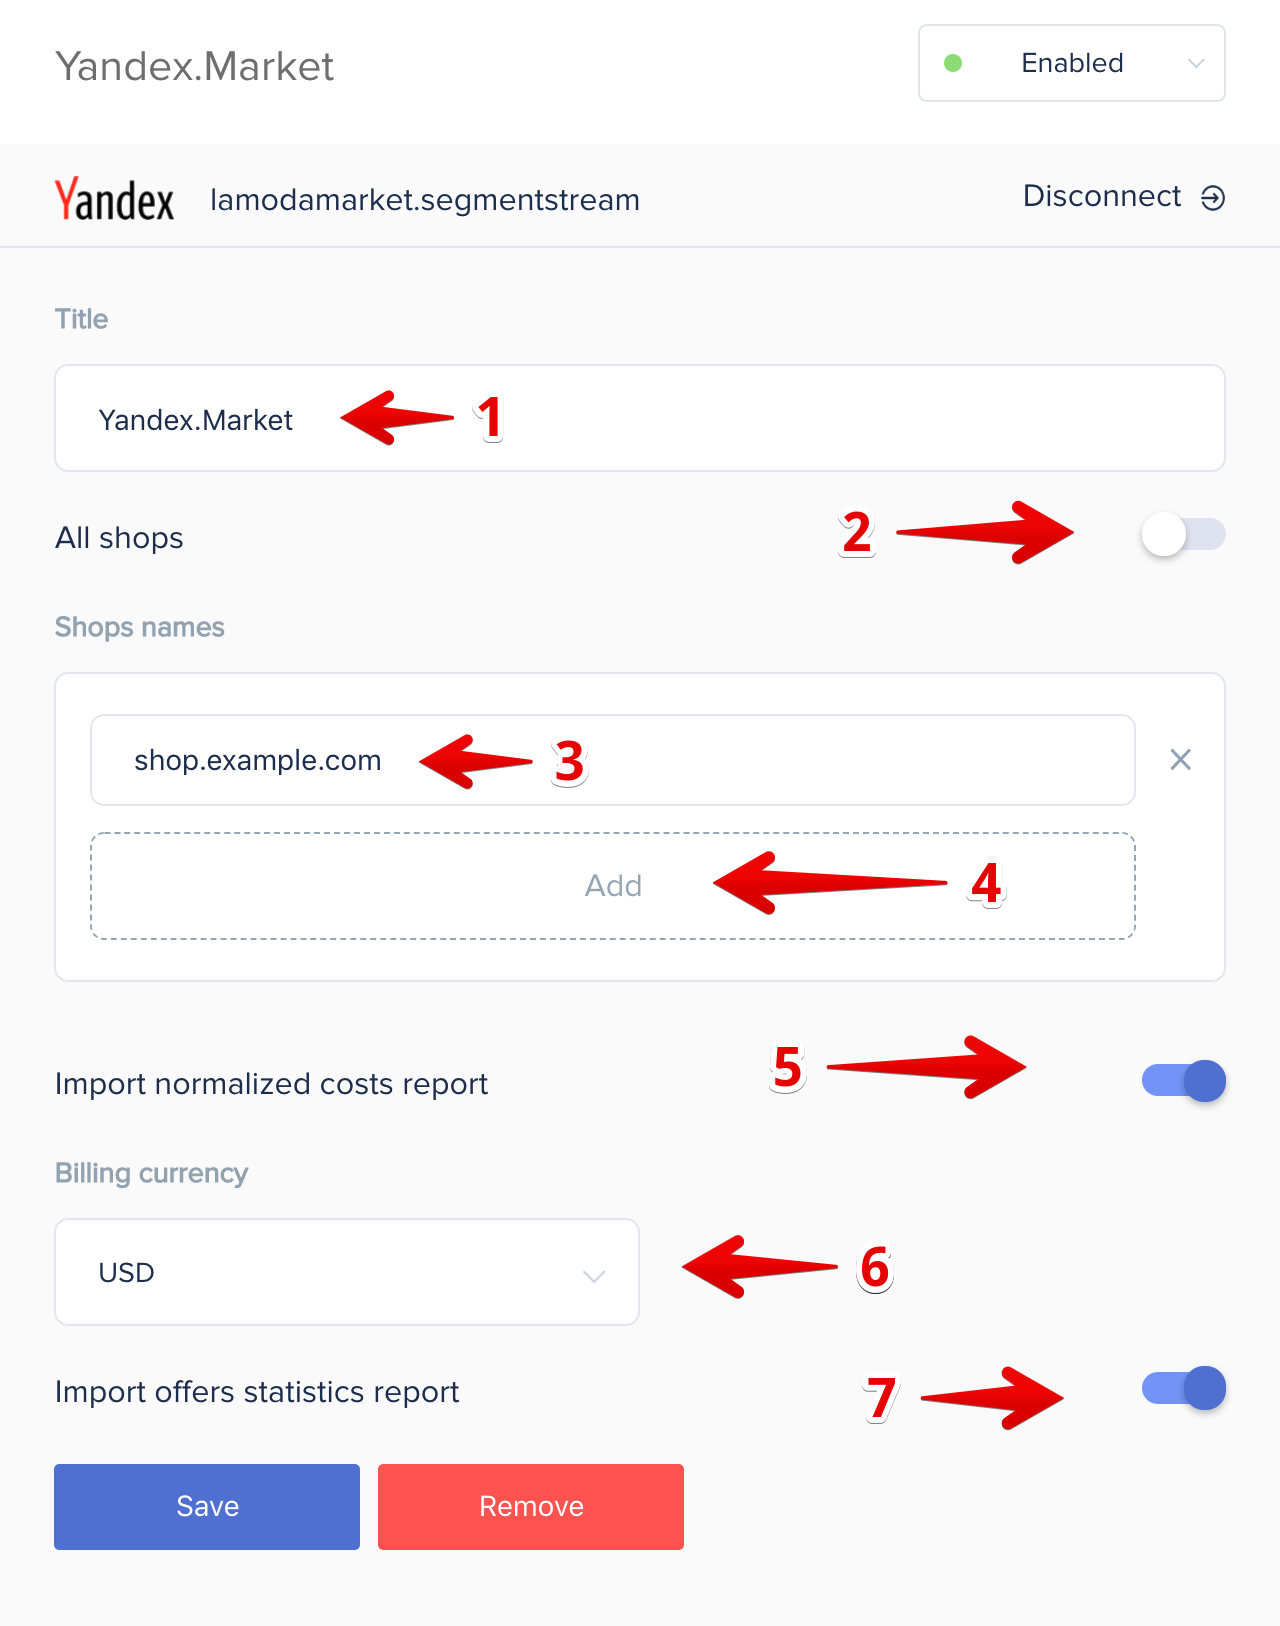 Yandex.Market
Enabled
Yandex lamodamarket.segmentstream Disconnect
Title
Yandex.Market 1
All shops 2
Shops names
shop.example.com 3
Add 4
Import normalized costs report 5
Billing currency
USD 6
Import offers statistics report 7
Save Remove